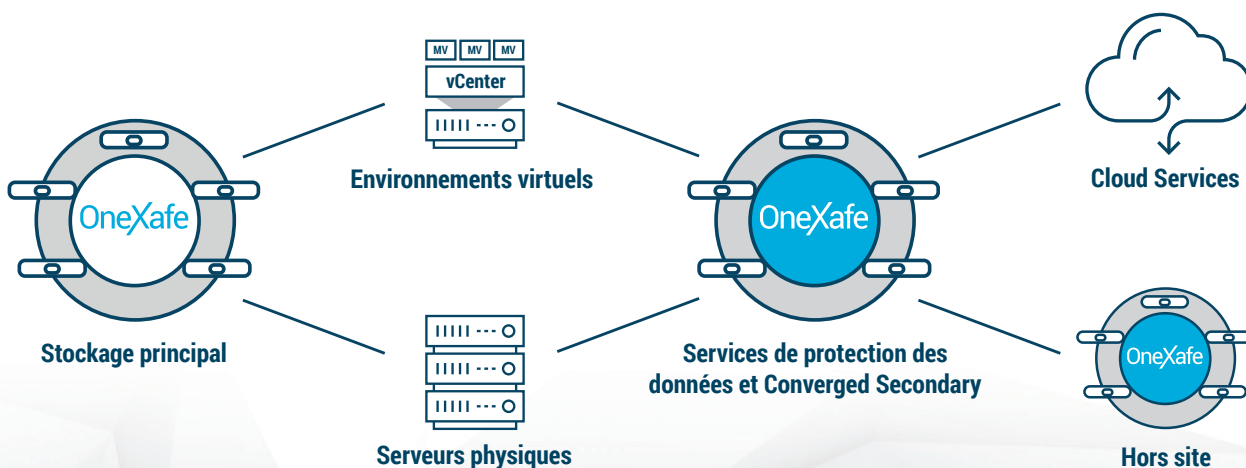 MV MV MV
vCenter
Environnements virtuels
OneXafe
Stockage principal
Serveurs physiques
OneXafe
Services de protection des
données et Converged Secondary
Cloud Services
OneXafe
Hors site